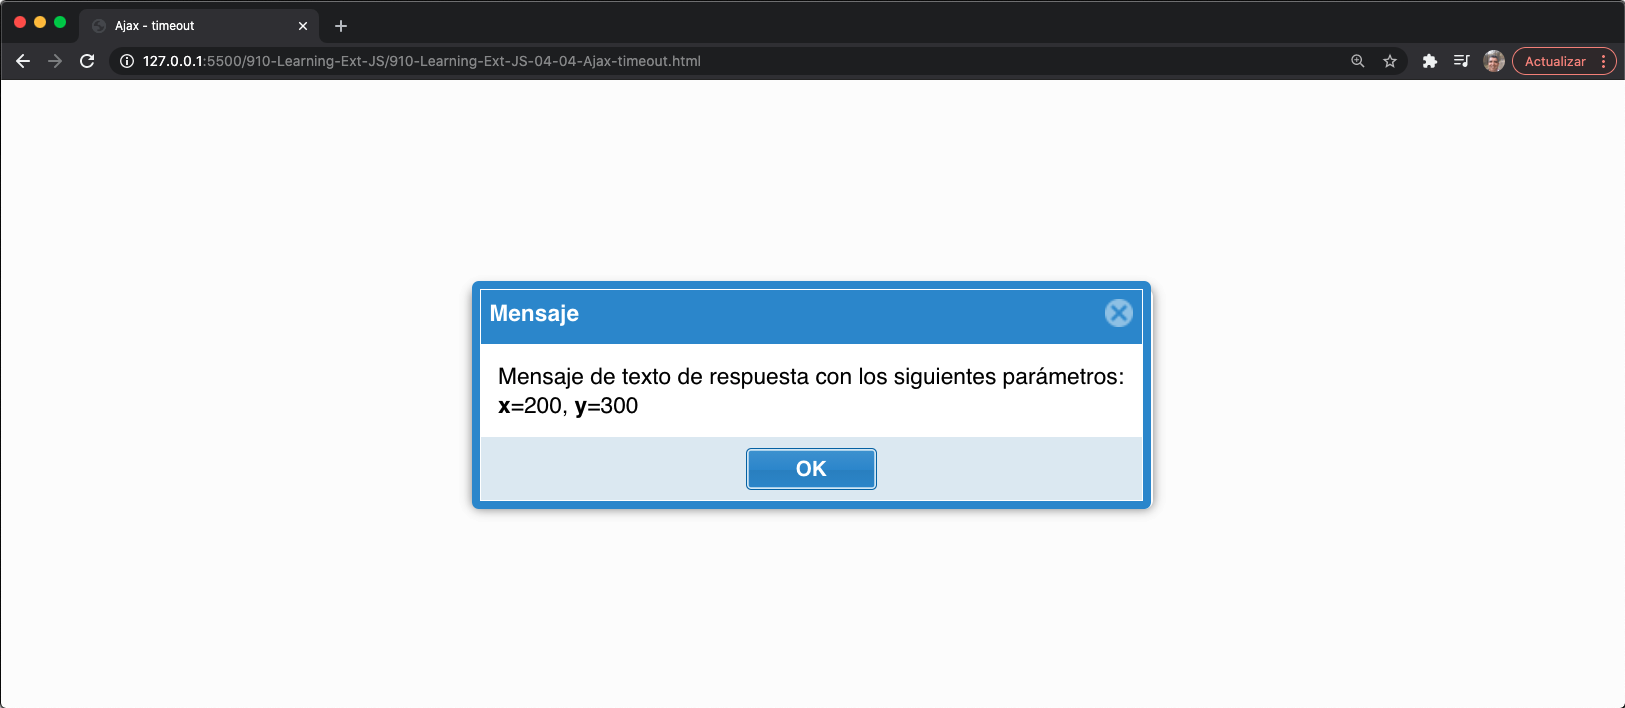 Ajax - timeout
127.0.0.1:5500/910-Learning-Ext-JS/910-Learning-Ext-JS-04-04-Ajax-timeout.html
Actualizar
Mensaje
Mensaje de texto de respuesta con los siguientes parámetros:
x=200, y=300
OK